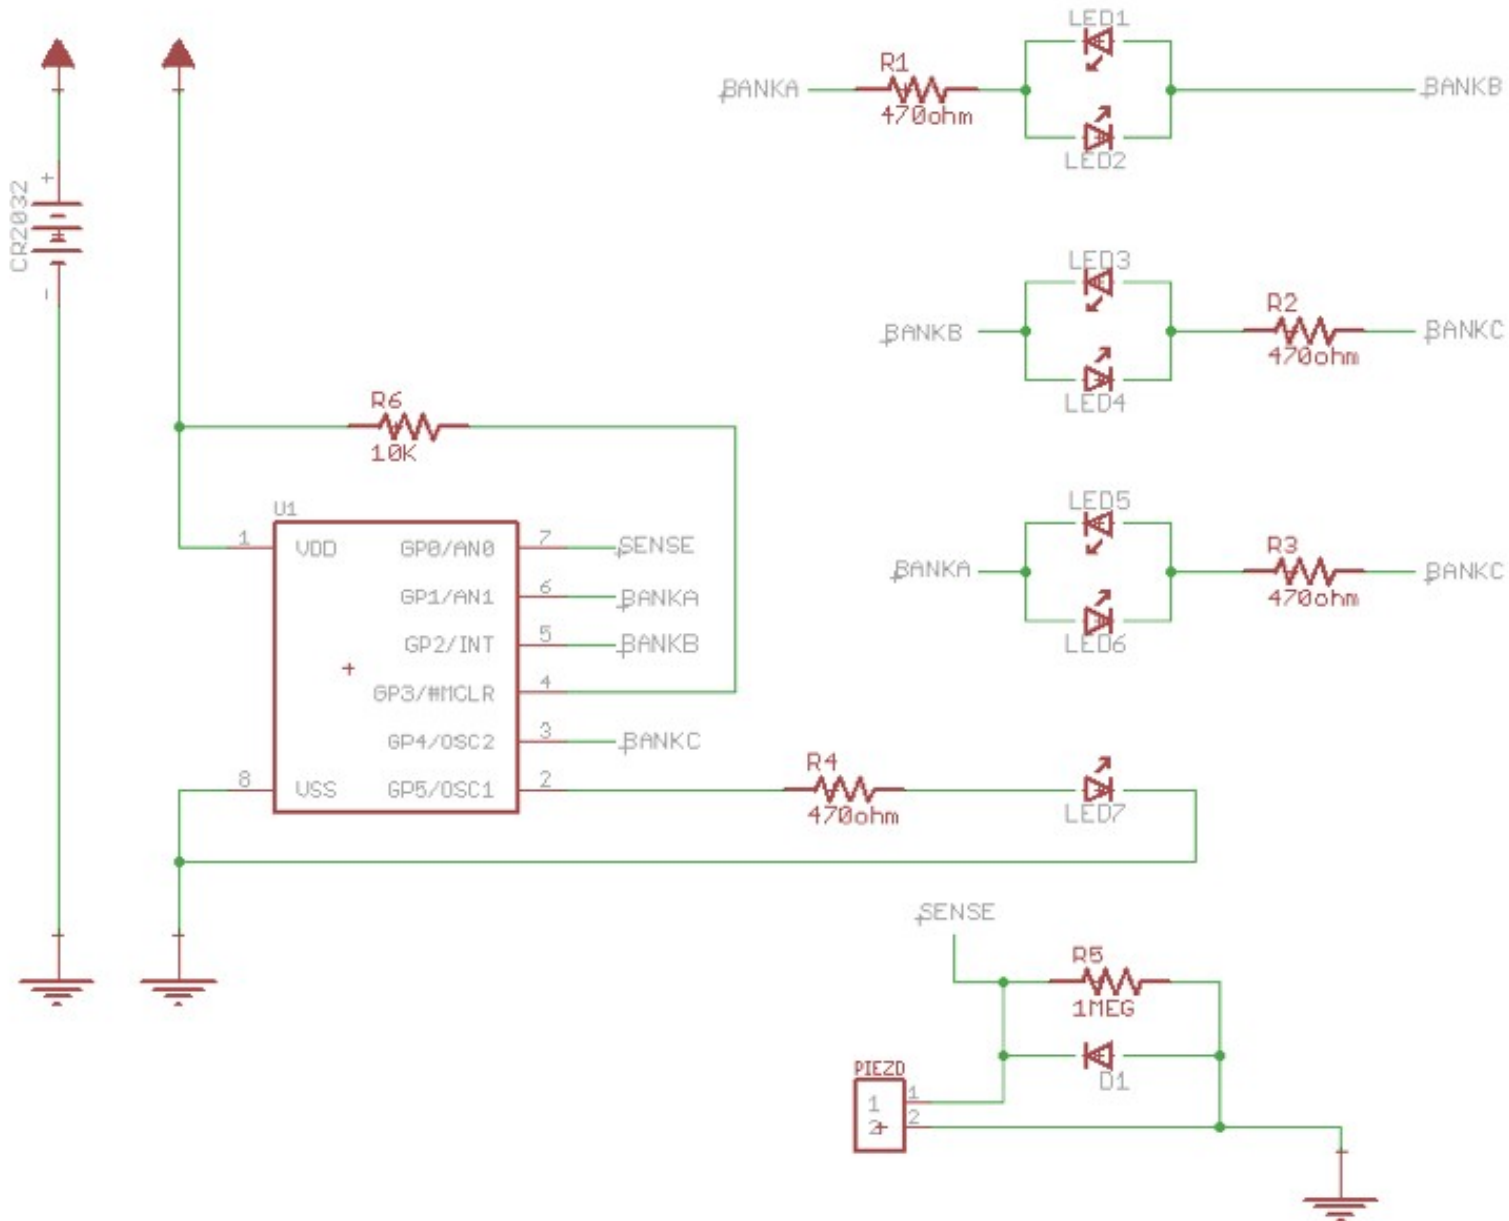 LED1
R1
BANKA
BANKB
470ohm
LED2
+
CR2032
-
LED3
R2
BANKB
BANKC
470ohm
LED4
R6
10K
LED5
R3
BANKA
BANKC
470ohm
LED6
U1
1 VDD GP0/AN0 7 SENSE
GP1/AN1 6 BANKA
GP2/INT 5 BANKB
GP3/#MCLR 4
GP4/OSC2 3 BANKC
8 VSS GP5/OSC1 2
R4
470ohm
LED7
SENSE
R5
1MEG
D1
PIEZO
1 1
2 2